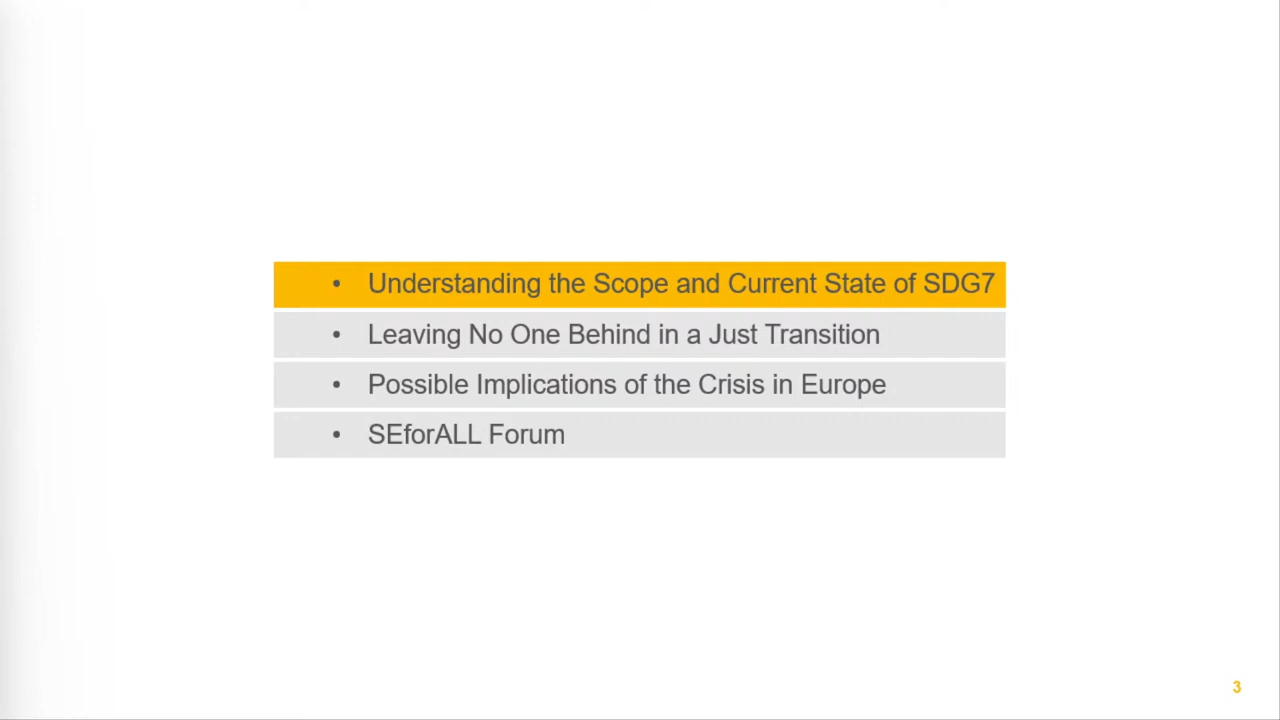 • Understanding the Scope and Current State of SDG7
• Leaving No One Behind in a Just Transition
• Possible Implications of the Crisis in Europe
• SEforALL Forum
3